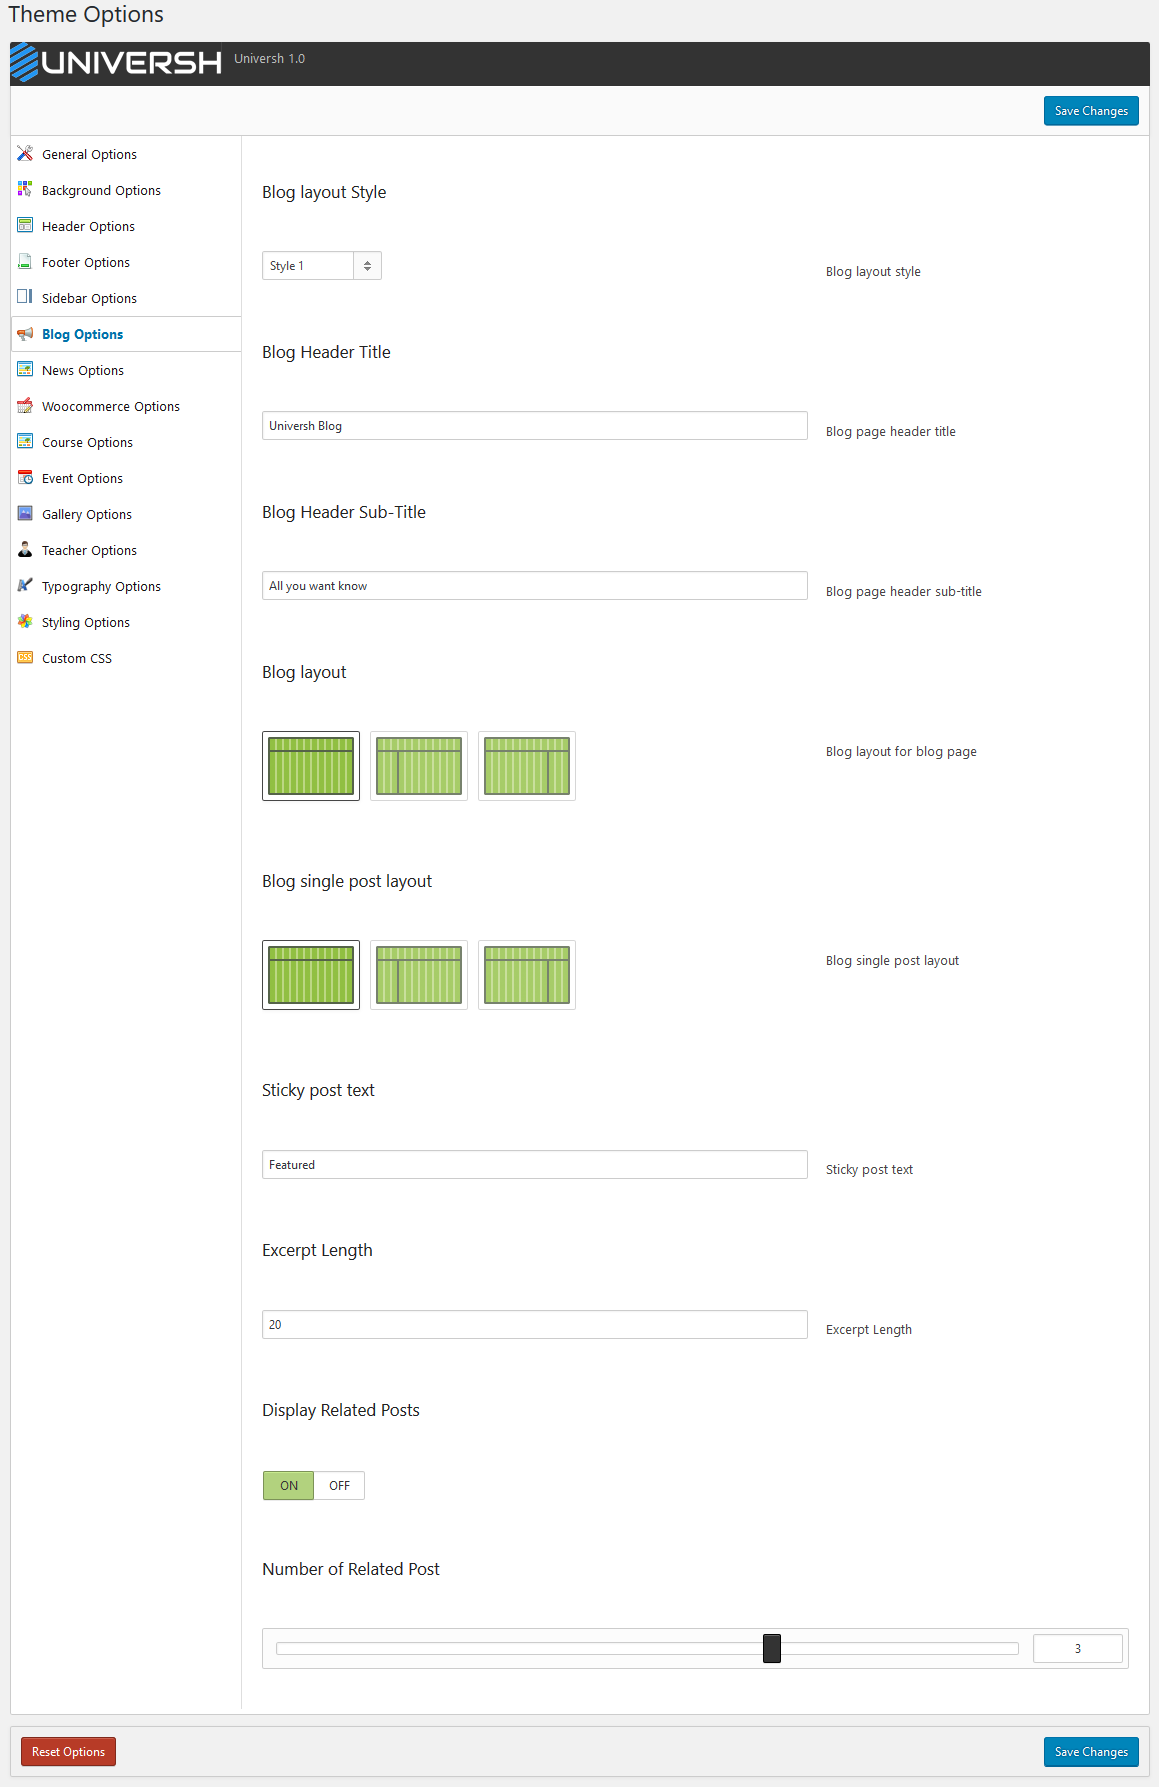 Theme Options
UNIVERSH
Universh 1.0
Save Changes
General Options
Background Options
Header Options
Footer Options
Sidebar Options
Blog Options
News Options
Woocommerce Options
Course Options
Event Options
Gallery Options
Teacher Options
Typography Options
Styling Options
CSS
Custom CSS
Blog layout Style
Style 1
Blog layout style
Blog Header Title
Universh Blog
Blog page header title
Blog Header Sub-Title
All you want know
Blog page header sub-title
Blog layout
Blog layout for blog page
Blog single post layout
Blog single post layout
Sticky post text
Featured
Sticky post text
Excerpt Length
20
Excerpt Length
Display Related Posts
ON OFF
Number of Related Post
3
Reset Options
Save Changes